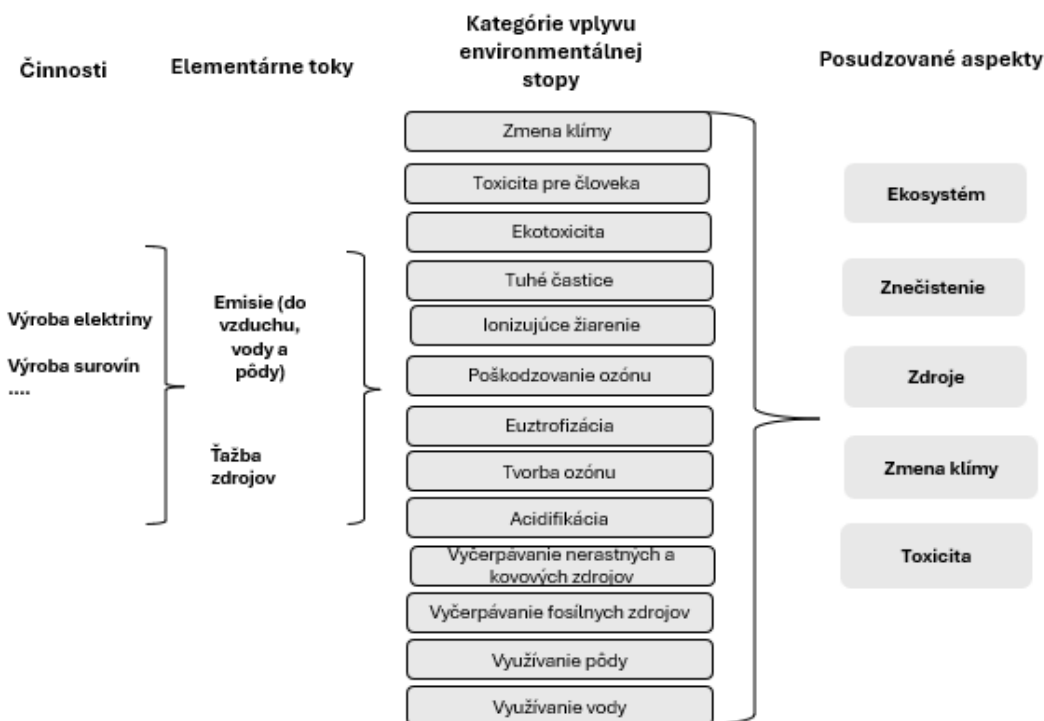 Činnosti
Elementárne toky
Kategórie vplyvu
environmentálnej
stopy
Posudzované aspekty
Výroba elektriny
Výroba surovín
....
Emisie (do
vzduchu,
vody a
pôdy)
Ťažba
zdrojov
Zmena klímy
Toxicita pre človeka
Ekotoxicita
Tuhé častice
Ionizujúce žiarenie
Poškodzovanie ozónu
Euztrofizácia
Tvorba ozónu
Acidifikácia
Vyčerpávanie nerastných a
kovových zdrojov
Vyčerpávanie fosílnych zdrojov
Využívanie pôdy
Využívanie vody
Ekosystém
Znečistenie
Zdroje
Zmena klímy
Toxicita